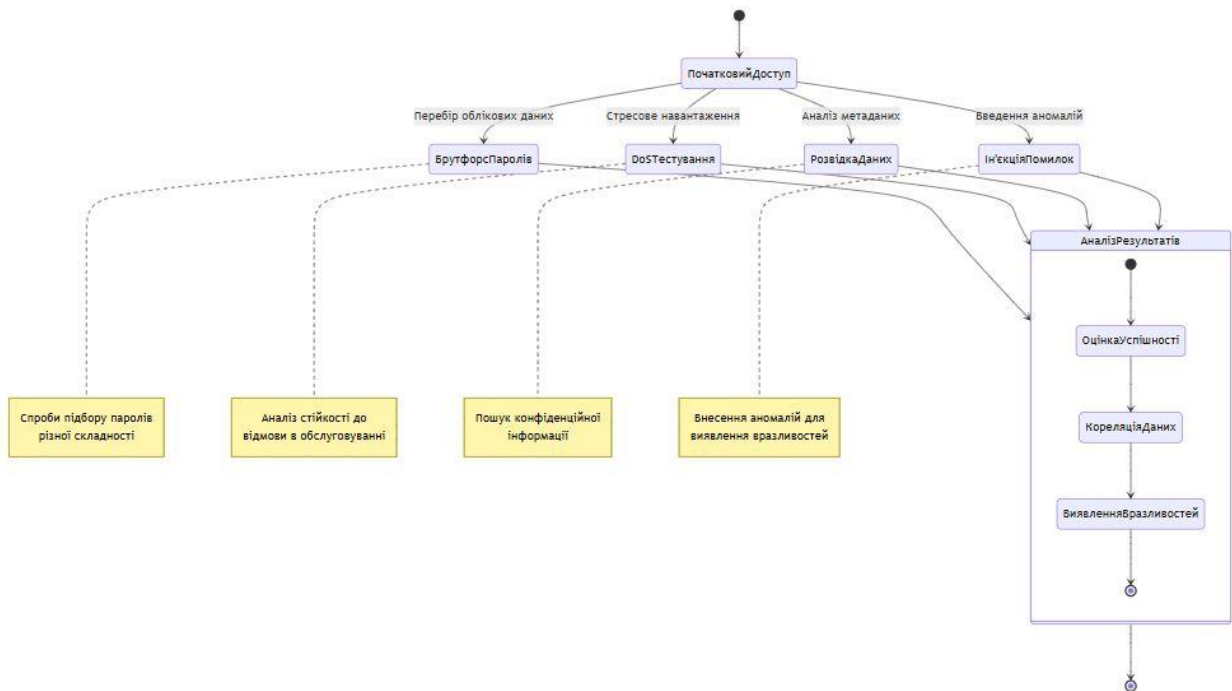 ПочатковийДоступ
Перебір облікових даних
Стресове навантаження
Аналіз метаданих
Введення аномалій
БрутфорсПаролів
DoSТестування
РозвідкаДаних
Ін'єкціяПомилок
АналізРезультатів
ОцінкаУспішності
Спроби підбору паролів
різної складності
Аналіз стійкості до
відмови в обслуговуванні
Пошук конфіденційної
інформації
Внесення аномалій для
виявлення вразливостей
КореляціяДаних
ВиявленняВразливостей